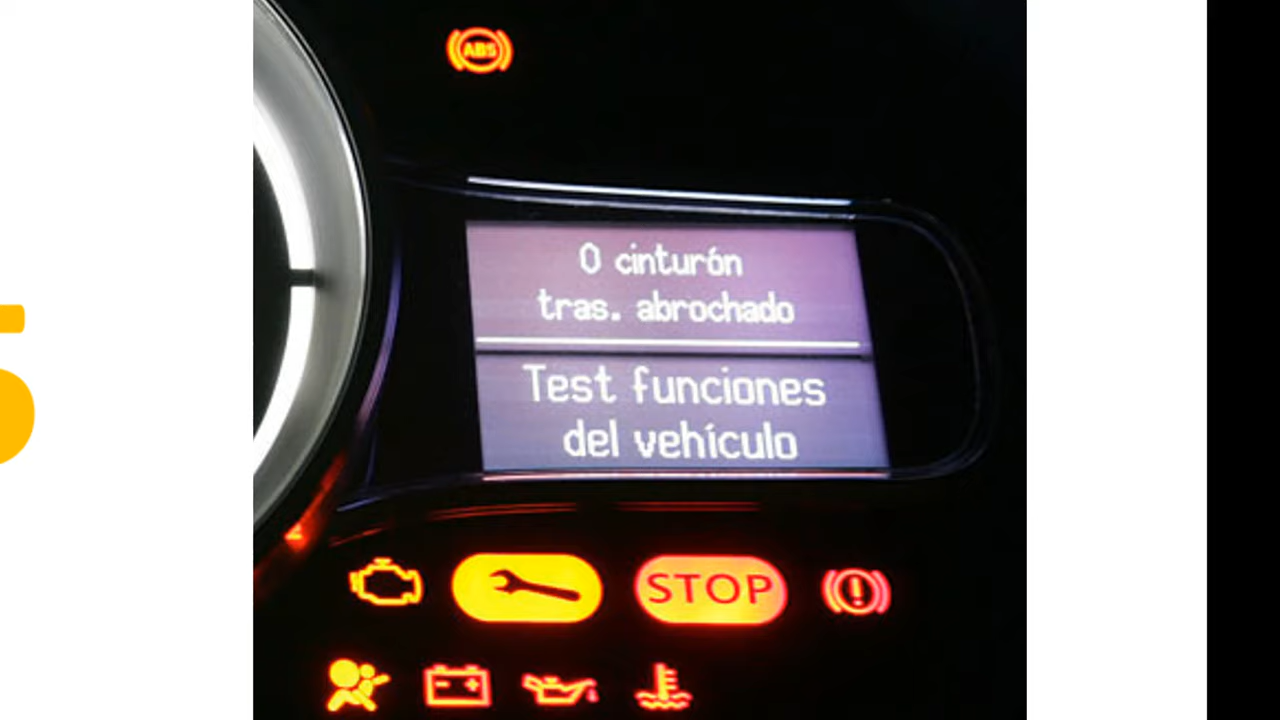 ABS
0 cinturón
tras. abrochado
Test funciones
del vehículo
STOP